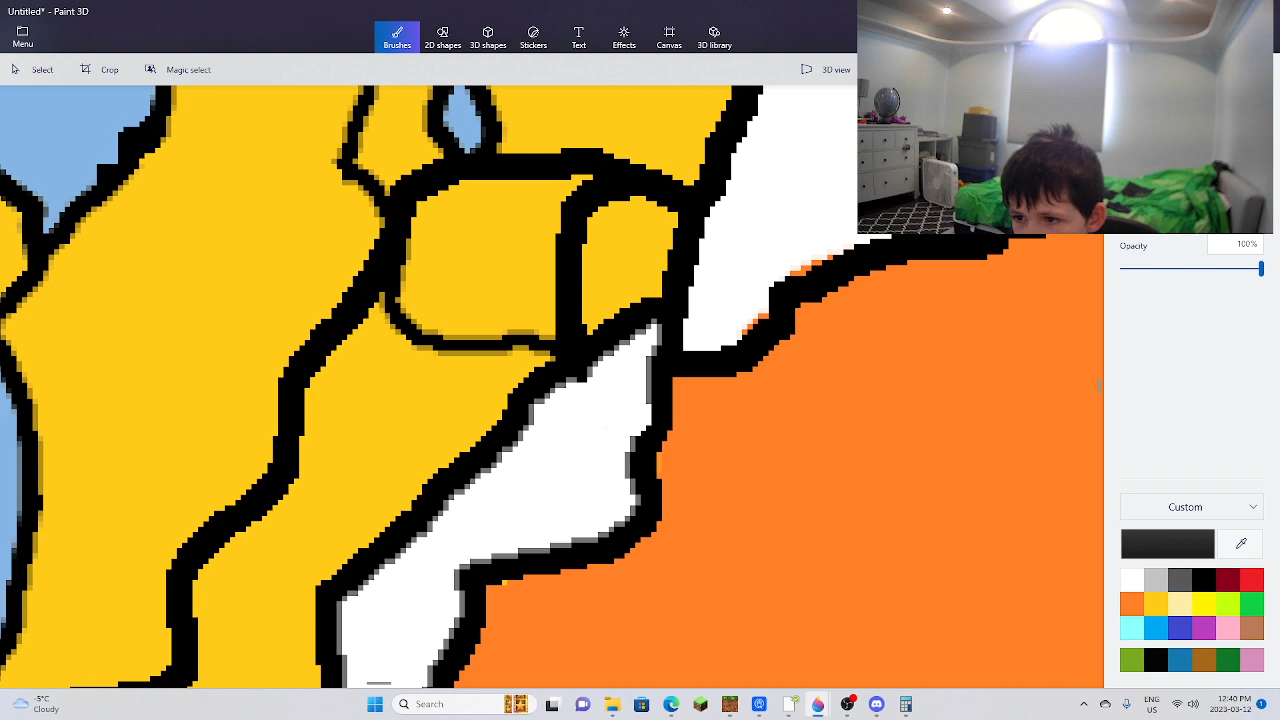 Untitled* - Paint 3D
Menu
Brushes
2D shapes
3D shapes
Stickers
Text
Effects
Canvas
3D library
Select
Crop
Magic select
3D view
Opacity
100%
Custom
-5°C
Cloudy
Search
ENG
US
12:40 PM
2023-03-12
1